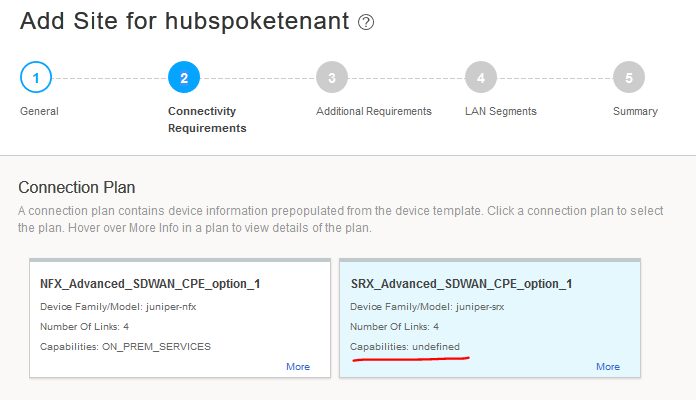 Add Site for hubspoketenant ?
1 2 3 4 5
General Connectivity Requirements Additional Requirements LAN Segments Summary
Connection Plan
A connection plan contains device information prepopulated from the device template. Click a connection plan to select
the plan. Hover over More Info in a plan to view details of the plan.
NFX_Advanced_SDWAN_CPE_option_1
Device Family/Model: juniper-nfx
Number Of Links: 4
Capabilities: ON_PREM_SERVICES
More
SRX_Advanced_SDWAN_CPE_option_1
Device Family/Model: juniper-srx
Number Of Links: 4
Capabilities: undefined
More